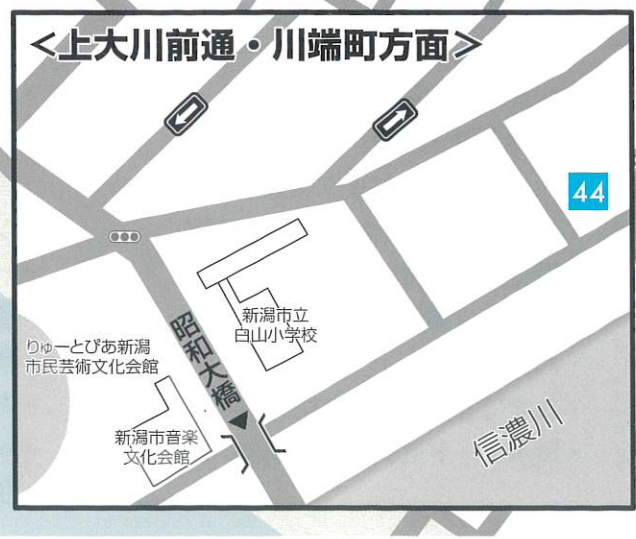 <上大川前通・川端町方面>
44
新潟市立
白山小学校
昭和大橋
りゅーとぴあ新潟
市民芸術文化会館
新潟市音楽
文化会館
信濃川